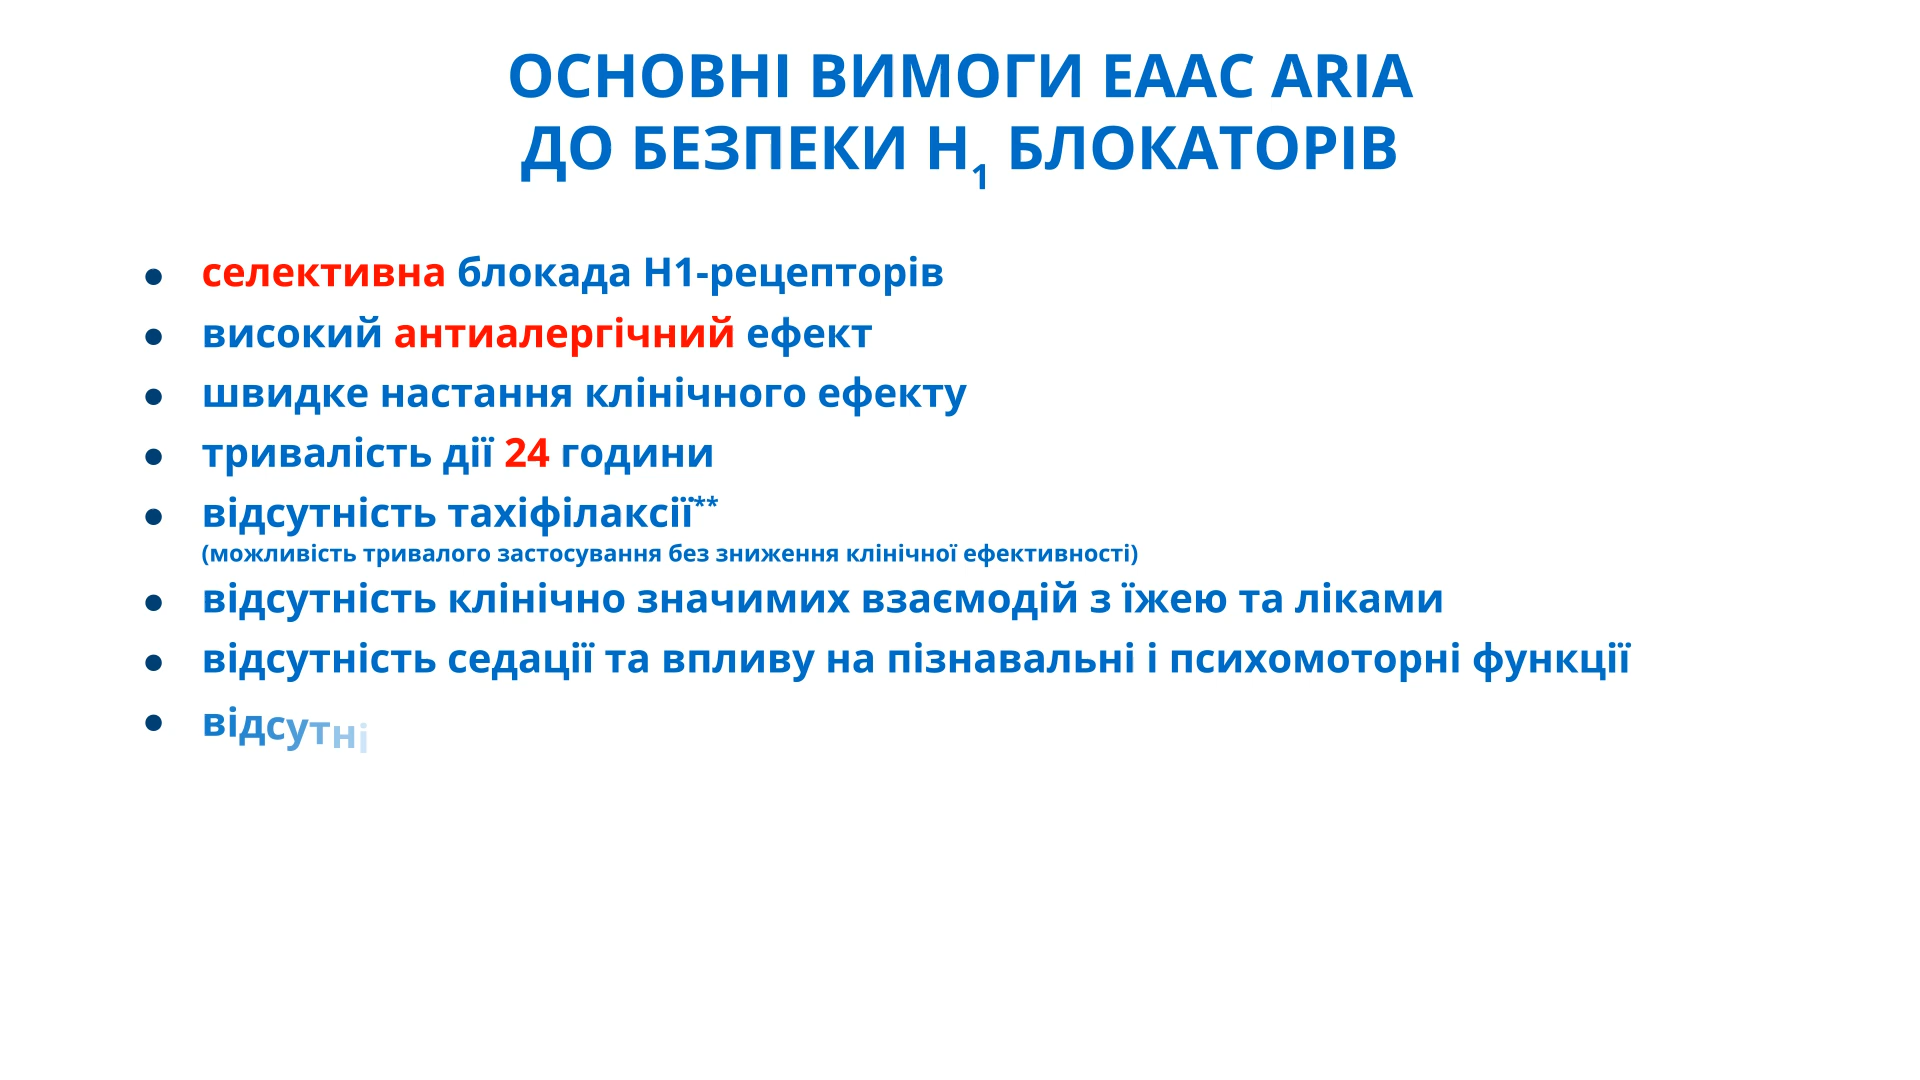 ОСНОВНІ ВИМОГИ EAAC ARIA
ДО БЕЗПЕКИ H1 БЛОКАТОРІВ
• селективна блокада H1-рецепторів
• високий антиалергічний ефект
• швидке настання клінічного ефекту
• тривалість дії 24 години
• відсутність тахіфілаксії**
(можливість тривалого застосування без зниження клінічної ефективності)
• відсутність клінічно значимих взаємодій з їжею та ліками
• відсутність седації та впливу на пізнавальні і психомоторні функції
• відсутні